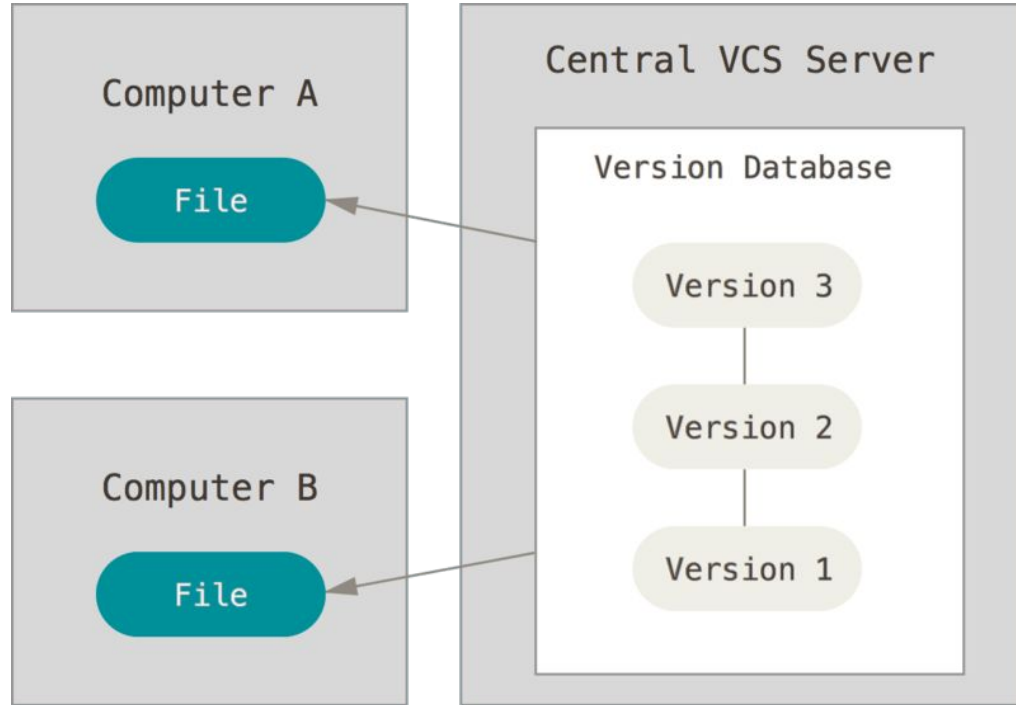 Computer A
File
Computer B
File
Central VCS Server
Version Database
Version 3
Version 2
Version 1